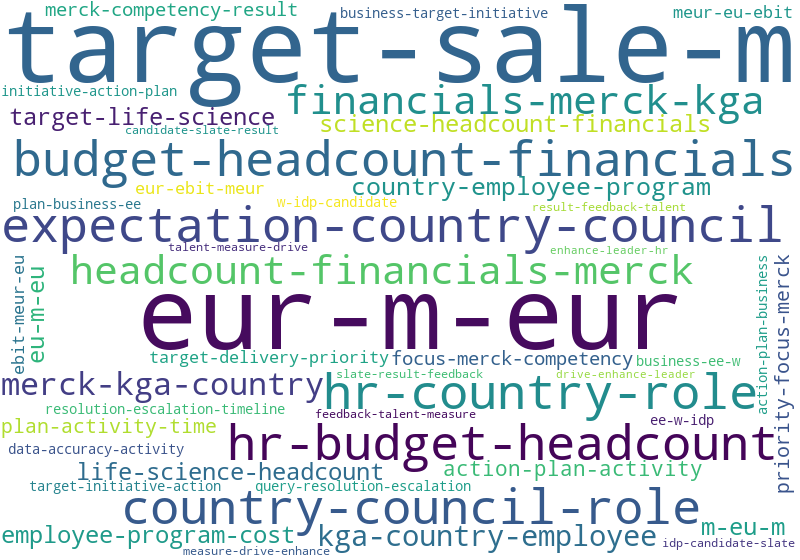 merck-competency-result
business-target-initiative
meur-eu-ebit
target-sale-m
initiative-action-plan
financials-merck-kga
target-life-science
candidate-slate-result
science-headcount-financials
budget-headcount-financials
eur-ebit-meur
country-employee-program
plan-business-ee
w-idp-candidate
result-feedback-talent
expectation-country-council
talent-measure-drive
enhance-leader-hr
ebit-meur-eu
eu-m-eu
headcount-financials-merck
action-plan-business
priority-focus-merck
eur-m-eur
target-delivery-priority
focus-merck-competency
business-ee-w
merck-kga-country
slate-result-feedback
drive-enhance-leader
hr-country-role
resolution-escalation-timeline
feedback-talent-measure
plan-activity-time
ee-w-idp
data-accuracy-activity
hr-budget-headcount
life-science-headcount
action-plan-activity
target-initiative-action
query-resolution-escalation
country-council-role
employee-program-cost
kga-country-employee
m-eu-m
measure-drive-enhance
idp-candidate-slate